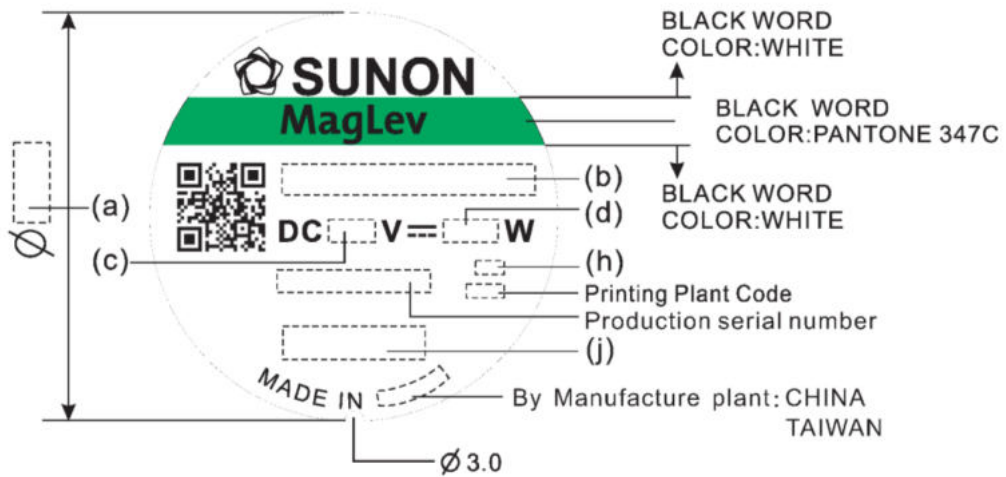 BLACK WORD
COLOR:WHITE
SUNON
MagLev
BLACK WORD
COLOR:PANTONE 347C
(a)
(b)
BLACK WORD
COLOR:WHITE
(d)
DC V⎓ W
Ø
(c)
(h)
Printing Plant Code
Production serial number
(j)
MADE IN
By Manufacture plant: CHINA
TAIWAN
Ø 3.0